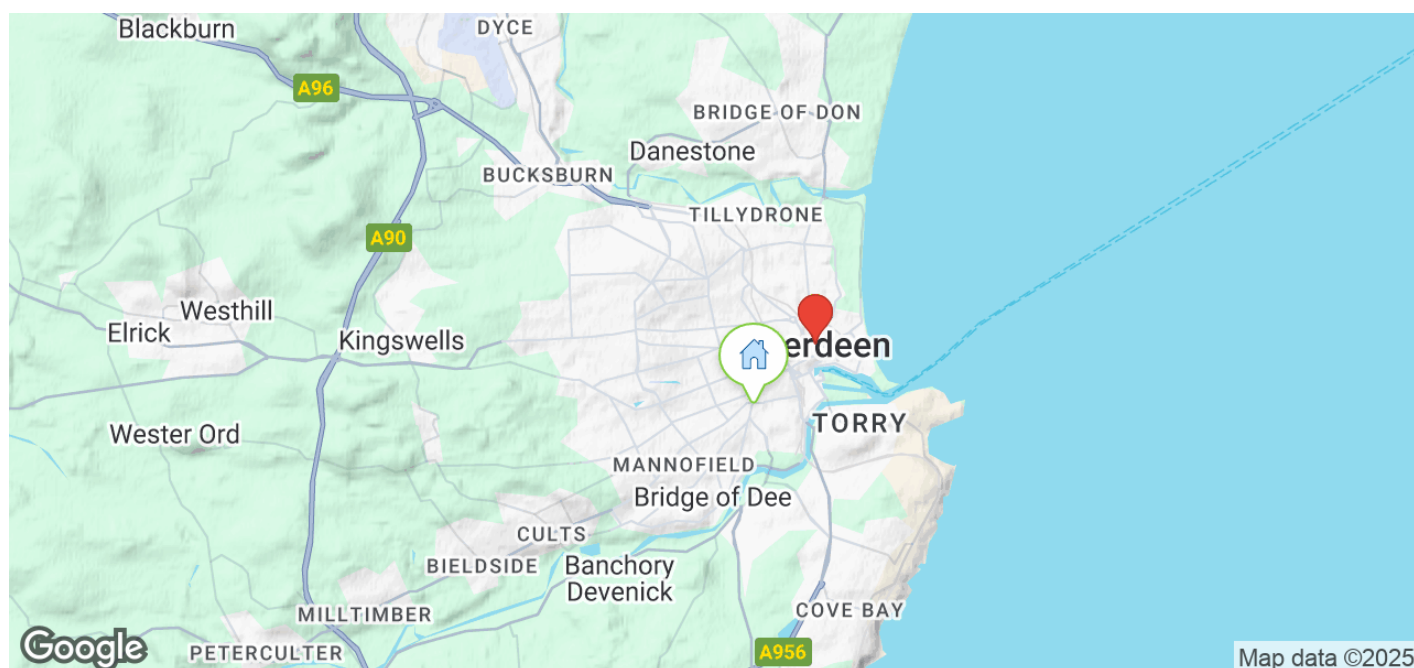 Blackburn
DYCE
A96
BRIDGE OF DON
Danestone
BUCKSBURN
TILLYDRONE
A90
Westhill
Elrick
Kingswells
erdeen
TORRY
Wester Ord
MANNOFIELD
Bridge of Dee
CULTS
BIELDSIDE
Banchory
Devenick
MILLTIMBER
COVE BAY
PETERCULTER
A956
Google
Map data ©2025